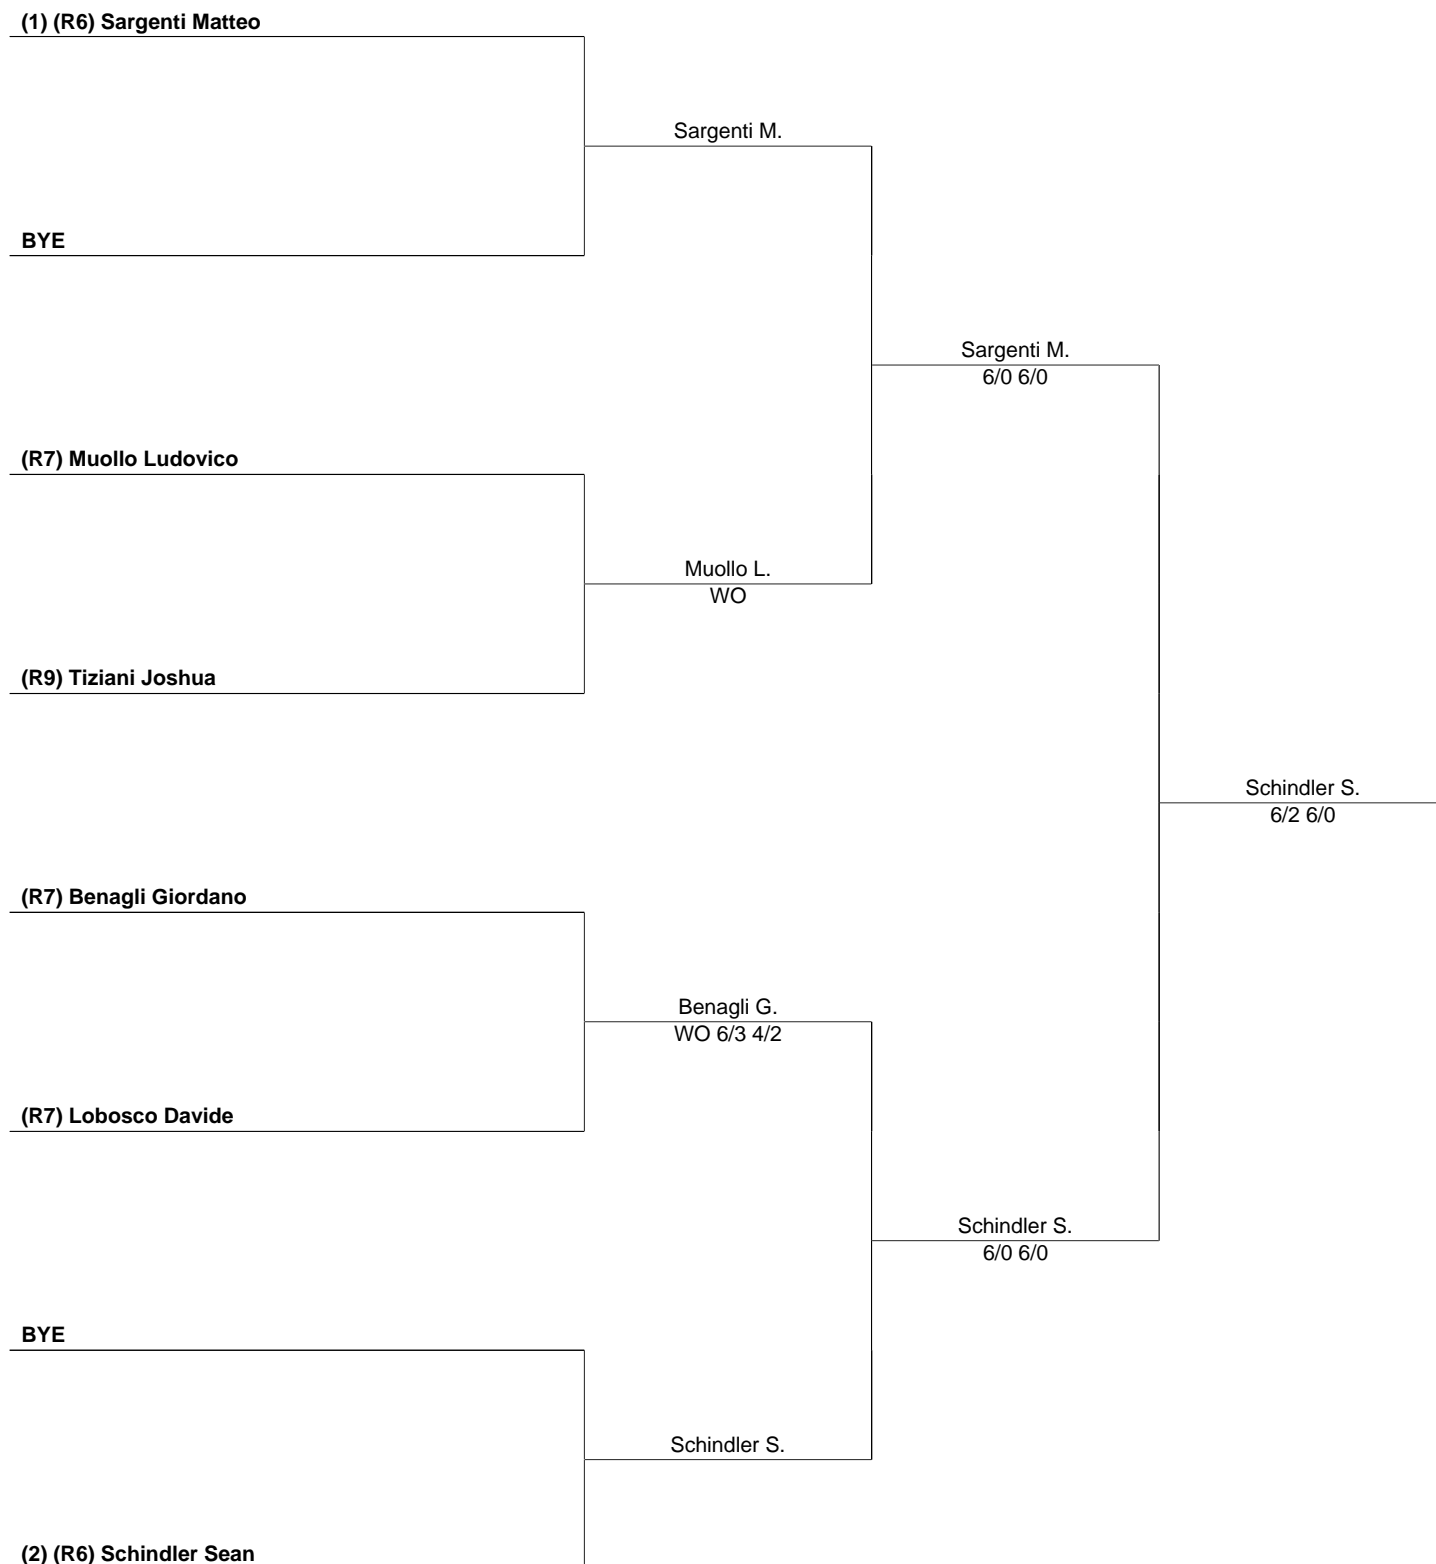 (1) (R6) Sargenti Matteo
Sargenti M.
BYE
Sargenti M.
6/0 6/0
(R7) Muollo Ludovico
Muollo L.
WO
(R9) Tiziani Joshua
Schindler S.
6/2 6/0
(R7) Benagli Giordano
Benagli G.
WO 6/3 4/2
(R7) Lobosco Davide
Schindler S.
6/0 6/0
BYE
Schindler S.
(2) (R6) Schindler Sean